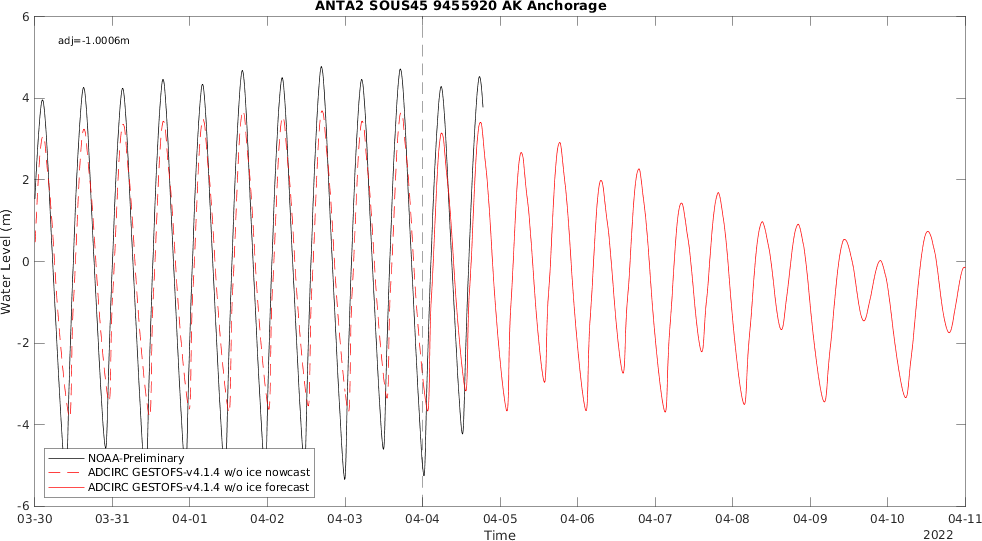 ANTA2 SOUS45 9455920 AK Anchorage
adj=-1.0006m
6
4
2
0
-2
-4
-6
Water Level (m)
NOAA-Preliminary
ADCIRC GESTOFS-v4.1.4 w/o ice nowcast
ADCIRC GESTOFS-v4.1.4 w/o ice forecast
03-30 03-31 04-01 04-02 04-03 04-04 04-05 04-06 04-07 04-08 04-09 04-10 04-11
Time
2022